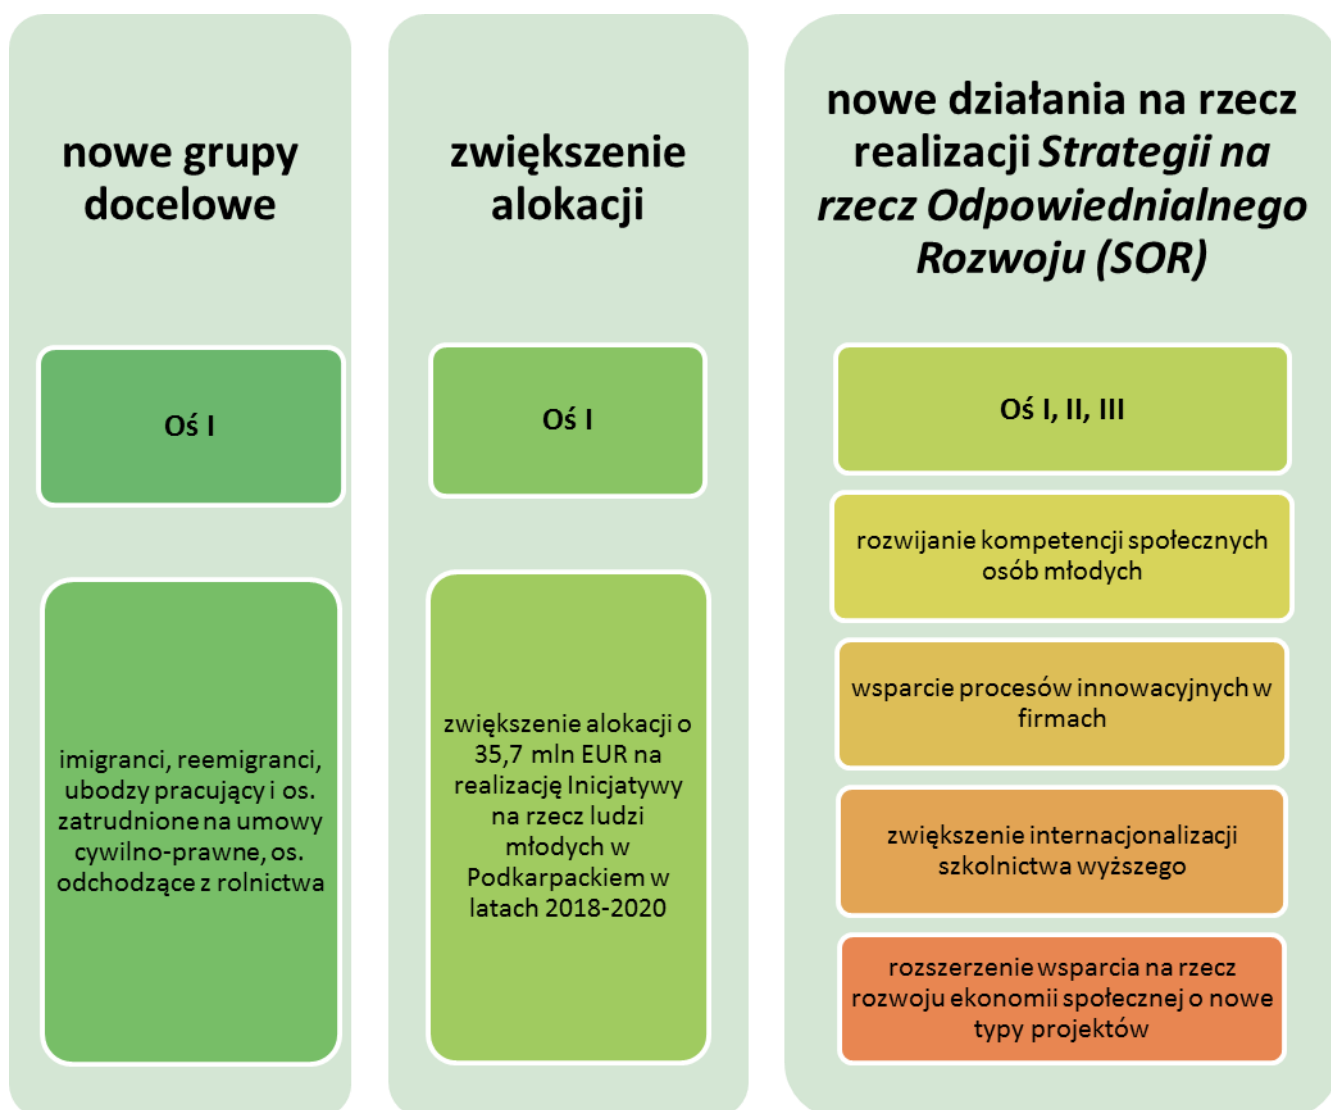 nowe grupy
docelowe
Oś I
imigranci, reemigranci,
ubodzy pracujący i os.
zatrudnione na umowy
cywilno-prawne, os.
odchodzące z rolnictwa
zwiększenie
alokacji
Oś I
zwiększenie alokacji o
35,7 mln EUR na
realizację Inicjatywy
na rzecz ludzi
młodych w
Podkarpackiem w
latach 2018-2020
nowe działania na rzecz
realizacji Strategii na
rzecz Odpowiednialnego
Rozwoju (SOR)
Oś I, II, III
rozwijanie kompetencji społecznych
osób młodych
wsparcie procesów innowacyjnych w
firmach
zwiększenie internacjonalizacji
szkolnictwa wyższego
rozszerzenie wsparcia na rzecz
rozwoju ekonomii społecznej o nowe
typy projektów